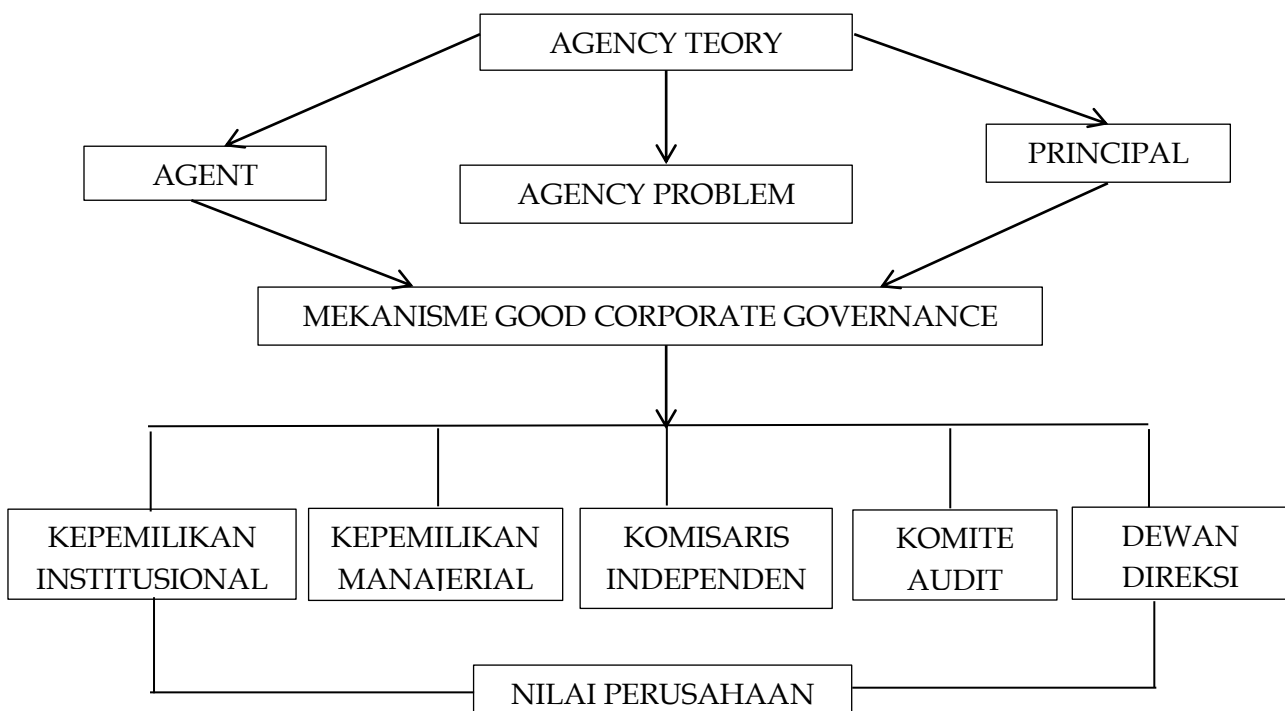 AGENCY TEORY
AGENT
AGENCY PROBLEM
PRINCIPAL
MEKANISME GOOD CORPORATE GOVERNANCE
KEPEMILIKAN
INSTITUSIONAL
KEPEMILIKAN
MANAJERIAL
KOMISARIS
INDEPENDEN
KOMITE
AUDIT
DEWAN
DIREKSI
NILAI PERUSAHAAN